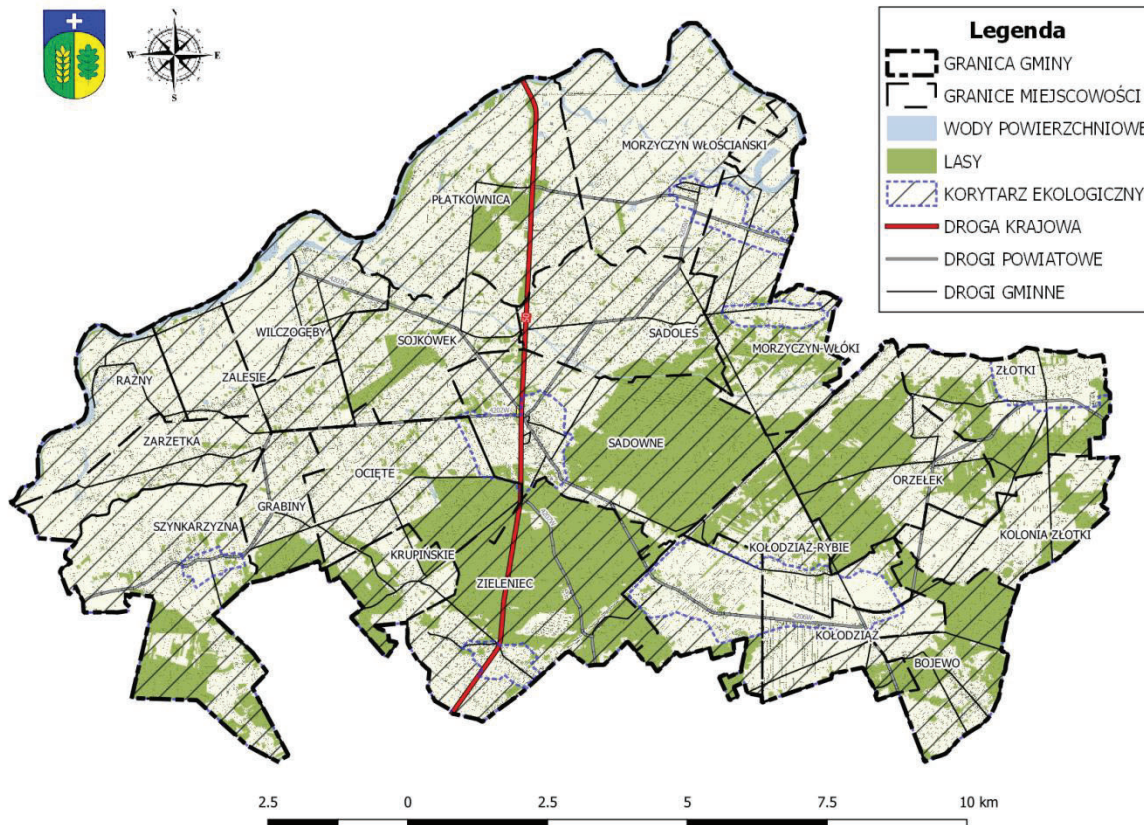 N
W
E
S
Legenda
GRANICA GMINY
GRANICE MIEJSCOWOŚCI
WODY POWIERZCHNIOWE
LASY
KORYTARZ EKOLOGICZNY
DROGA KRAJOWA
DROGI POWIATOWE
DROGI GMINNE
MORZYCZYN WŁOŚCIAŃSKI
PŁATKOWNICA
WILCZOGĘBY
SOJKÓWEK
SADOLEŚ
MORZYCZYN-WŁÓKI
RAŻNY
ZALESIE
ZŁOTKI
ZARZETKA
SADOWNE
OCIĘTE
ORZEŁEK
GRABINY
SZYNKARZYZNA
KOLONIA ZŁOTKI
KRUPIŃSKIE
KOŁODZIĄŻ-RYBIE
ZIELENIEC
KOŁODZIĄŻ
BOJEWO
2.5 0 2.5 5 7.5 10 km